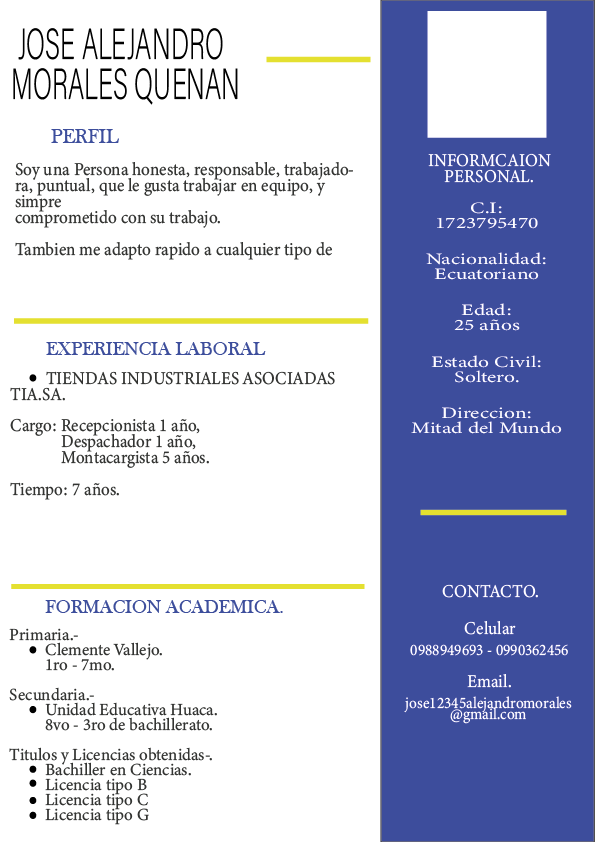 JOSE ALEJANDRO
MORALES QUENAN
PERFIL
Soy una Persona honesta, responsable, trabajado-
ra, puntual, que le gusta trabajar en equipo, y
simpre
comprometido con su trabajo.
Tambien me adapto rapido a cualquier tipo de
EXPERIENCIA LABORAL
● TIENDAS INDUSTRIALES ASOCIADAS
TIA.SA.
Cargo: Recepcionista 1 año,
Despachador 1 año,
Montacargista 5 años.
Tiempo: 7 años.
FORMACION ACADEMICA.
Primaria.-
● Clemente Vallejo.
1ro - 7mo.
Secundaria.-
● Unidad Educativa Huaca.
8vo - 3ro de bachillerato.
Titulos y Licencias obtenidas-.
● Bachiller en Ciencias.
● Licencia tipo B
● Licencia tipo C
● Licencia tipo G
INFORMCAION
PERSONAL.
C.I:
1723795470
Nacionalidad:
Ecuatoriano
Edad:
25 años
Estado Civil:
Soltero.
Direccion:
Mitad del Mundo
CONTACTO.
Celular
0988949693 - 0990362456
Email.
jose12345alejandromorales
@gmail.com